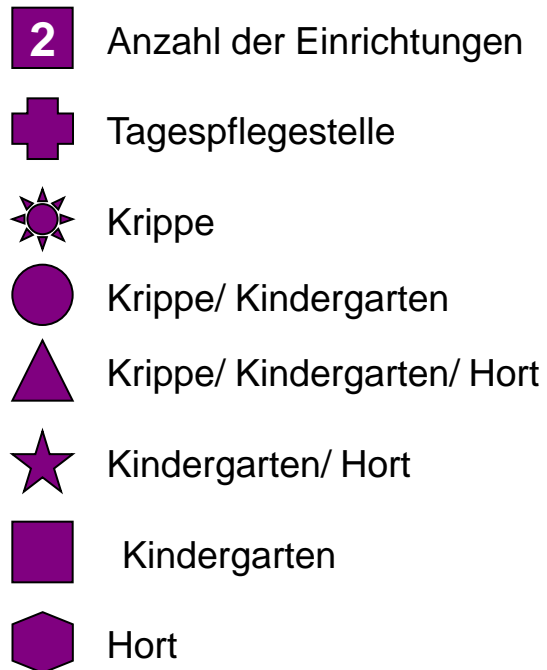 2 Anzahl der Einrichtungen
Tagespflegestelle
Krippe
Krippe/ Kindergarten
Krippe/ Kindergarten/ Hort
Kindergarten/ Hort
Kindergarten
Hort